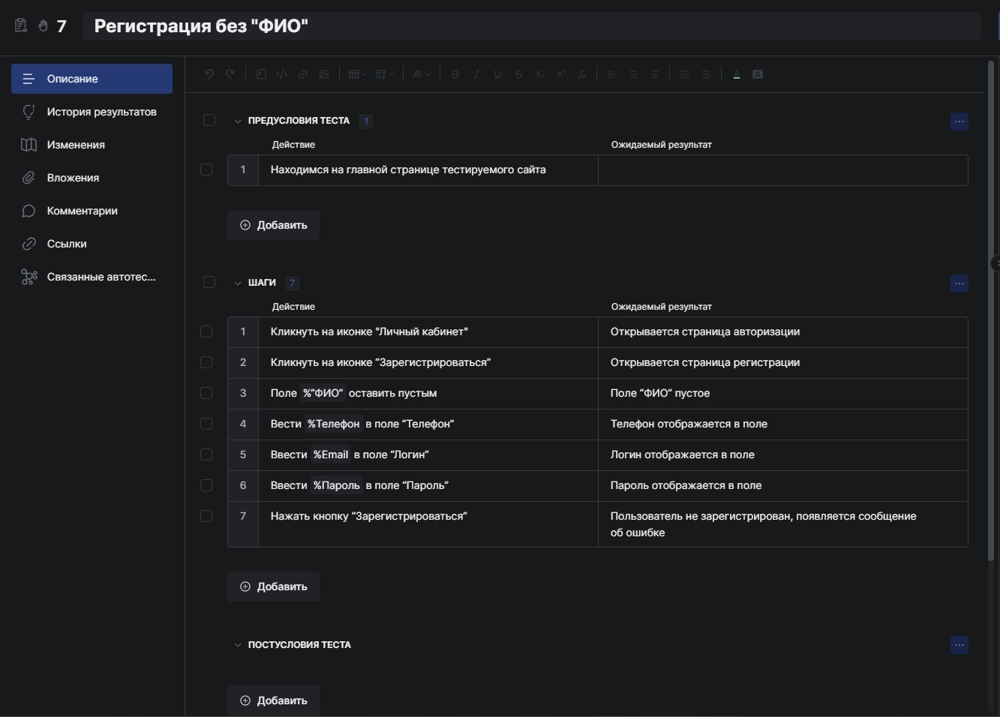 7 Регистрация без "ФИО"
Описание
История результатов
Изменения
Вложения
Комментарии
Ссылки
Связанные автотес...
ПРЕДУСЛОВИЯ ТЕСТА 1
Действие Ожидаемый результат
1 Находимся на главной странице тестируемого сайта
Добавить
ШАГИ 7
Действие Ожидаемый результат
1 Кликнуть на иконке "Личный кабинет" Открывается страница авторизации
2 Кликнуть на иконке “Зарегистрироваться” Открывается страница регистрации
3 Поле %”ФИО” оставить пустым Поле “ФИО” пустое
4 Вести %Телефон в поле “Телефон” Телефон отображается в поле
5 Ввести %Email в поле “Логин” Логин отображается в поле
6 Ввести %Пароль в поле “Пароль” Пароль отображается в поле
7 Нажать кнопку “Зарегистрироваться” Пользователь не зарегистрирован, появляется сообщение
об ошибке
Добавить
ПОСТУСЛОВИЯ ТЕСТА
Добавить